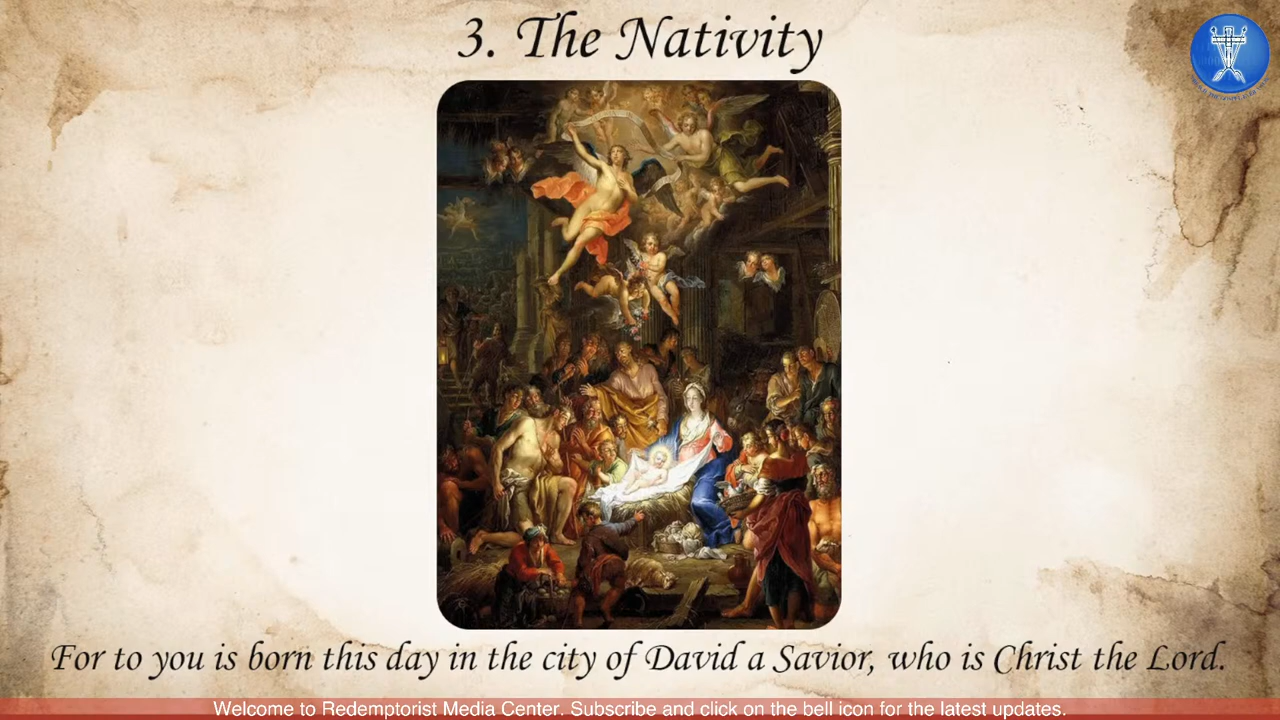 3. The Nativity
For to you is born this day in the city of David a Savior, who is Christ the Lord.
Welcome to Redemptorist Media Center. Subscribe and click on the bell icon for the latest updates.